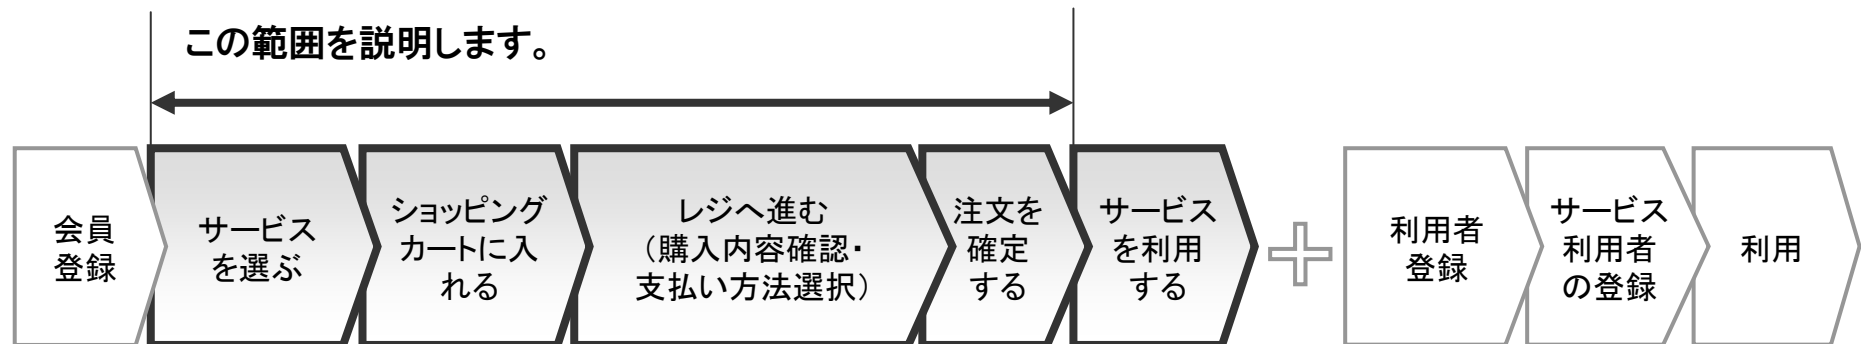 この範囲を説明します。
会員
登録
サービス
を選ぶ
ショッピング
カートに入
れる
レジへ進む
（購入内容確認・
支払い方法選択）
注文を
確定
する
サービス
を利用
する
利用者
登録
サービス
利用者
の登録
利用